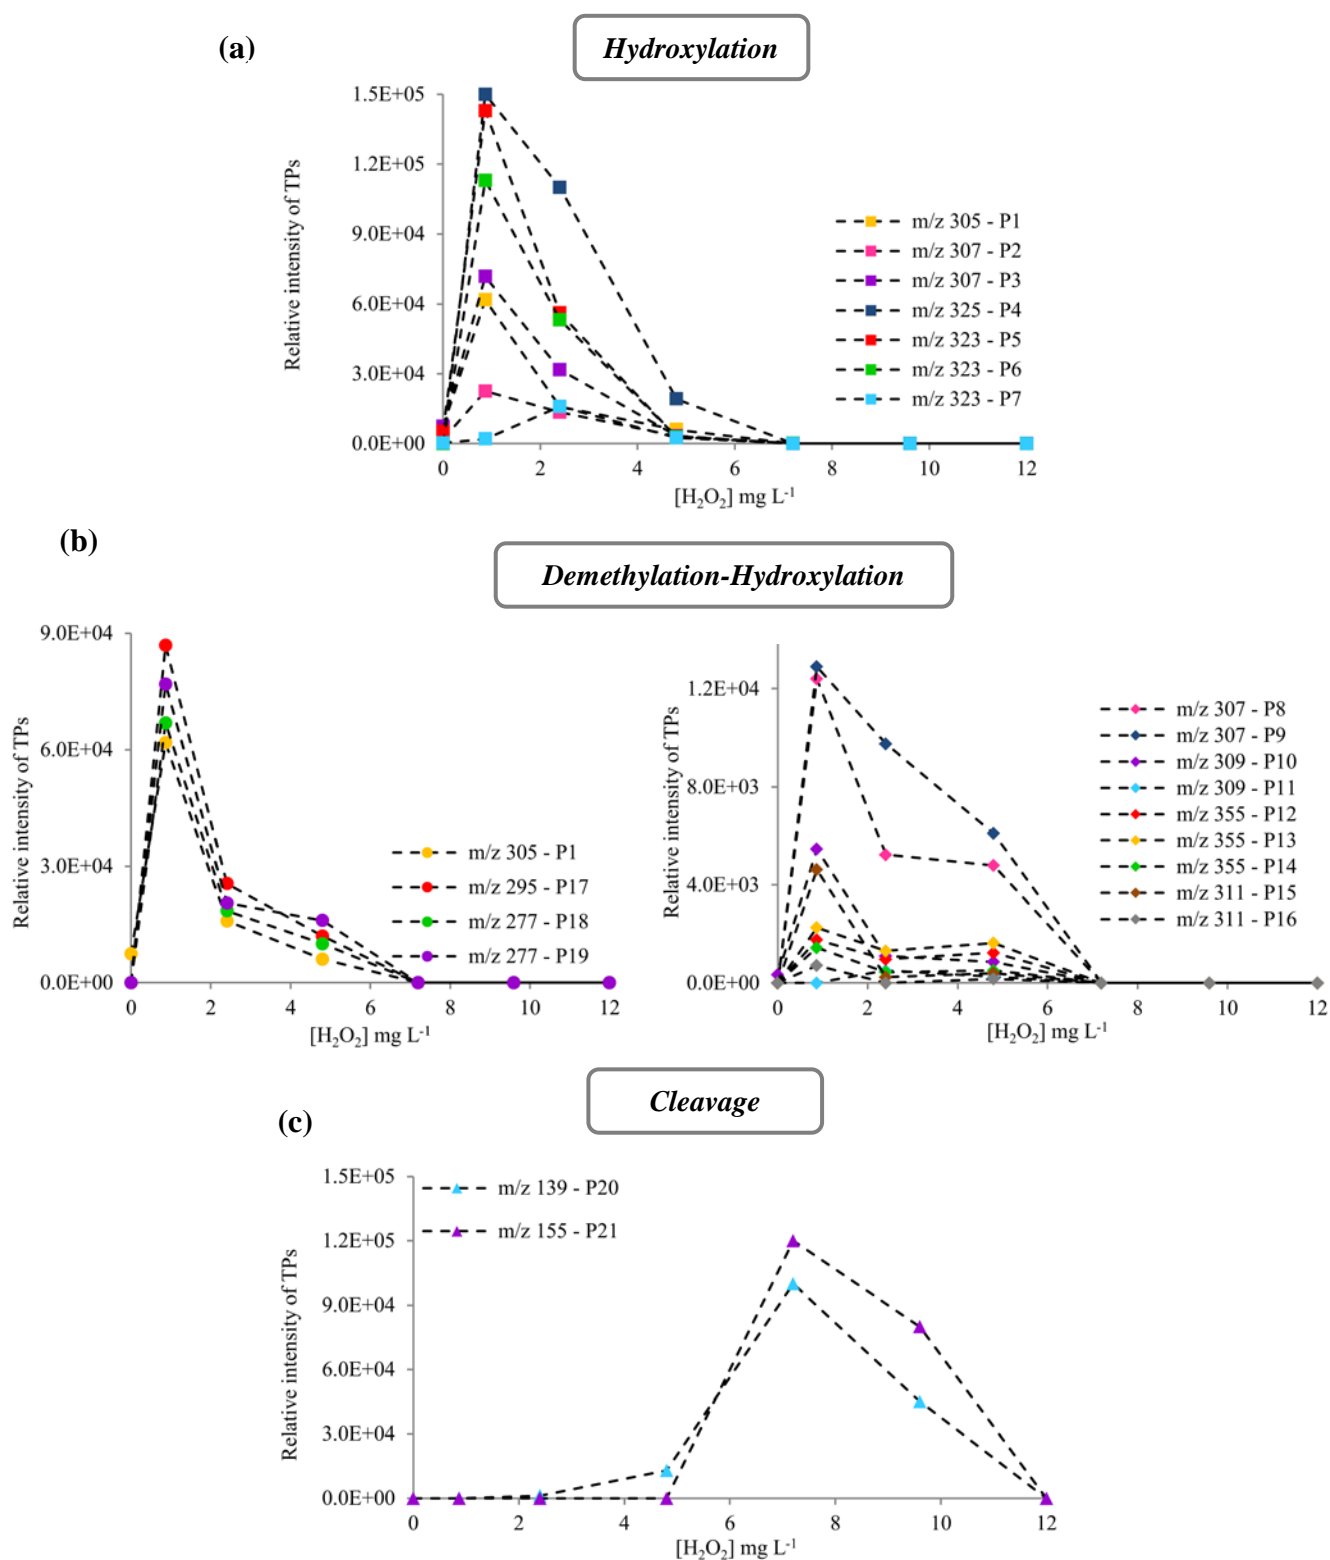 (a)
Hydroxylation
1.5E+05
1.2E+05
9.0E+04
6.0E+04
3.0E+04
0.0E+00
Relative intensity of TPs
0 2 4 6 8 10 12
[H₂O₂] mg L⁻¹
m/z 305 - P1
m/z 307 - P2
m/z 307 - P3
m/z 325 - P4
m/z 323 - P5
m/z 323 - P6
m/z 323 - P7
(b)
Demethylation-Hydroxylation
9.0E+04
6.0E+04
3.0E+04
0.0E+00
Relative intensity of TPs
0 2 4 6 8 10 12
[H₂O₂] mg L⁻¹
m/z 305 - P1
m/z 295 - P17
m/z 277 - P18
m/z 277 - P19
1.2E+04
8.0E+03
4.0E+03
0.0E+00
Relative intensity of TPs
0 2 4 6 8 10 12
[H₂O₂] mg L⁻¹
m/z 307 - P8
m/z 307 - P9
m/z 309 - P10
m/z 309 - P11
m/z 355 - P12
m/z 355 - P13
m/z 355 - P14
m/z 311 - P15
m/z 311 - P16
Cleavage
(c)
1.5E+05
1.2E+05
9.0E+04
6.0E+04
3.0E+04
0.0E+00
Relative intensity of TPs
0 2 4 6 8 10 12
[H₂O₂] mg L⁻¹
m/z 139 - P20
m/z 155 - P21